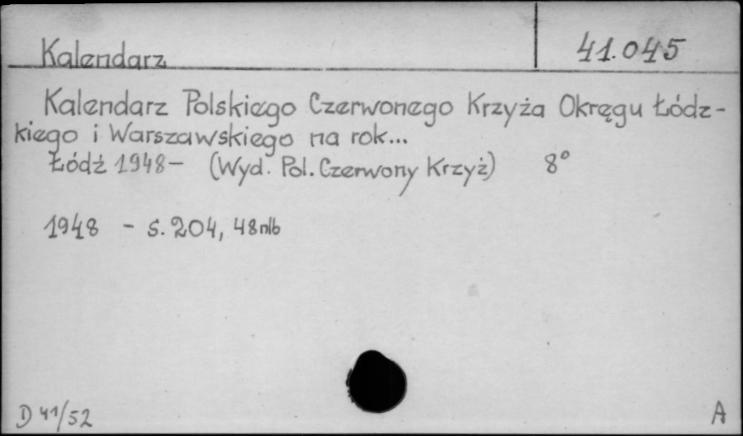 Kalendarz 41.045
Kalendarz Polskiego Czerwonego Krzyża Okręgu Łódz-
kiego i Warszawskiego na rok...
Łódź 1948- (Wyd. Pol. Czerwony Krzyż) 8°
1948 - s. 204, 48nlb
D 41/52 A